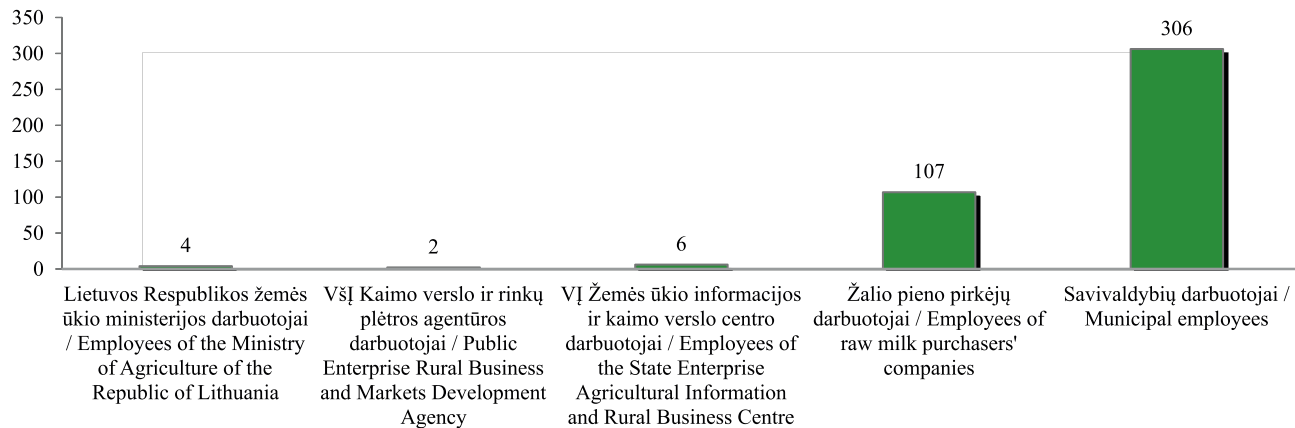 350
300
250
200
150
100
50
0
4
2
6
107
306
Lietuvos Respublikos žemės
ūkio ministerijos darbuotojai
/ Employees of the Ministry
of Agriculture of the
Republic of Lithuania
VšĮ Kaimo verslo ir rinkų
plėtros agentūros
darbuotojai / Public
Enterprise Rural Business
and Markets Development
Agency
VĮ Žemės ūkio informacijos
ir kaimo verslo centro
darbuotojai / Employees of
the State Enterprise
Agricultural Information
and Rural Business Centre
Žalio pieno pirkėjų
darbuotojai / Employees of
raw milk purchasers'
companies
Savivaldybių darbuotojai /
Municipal employees